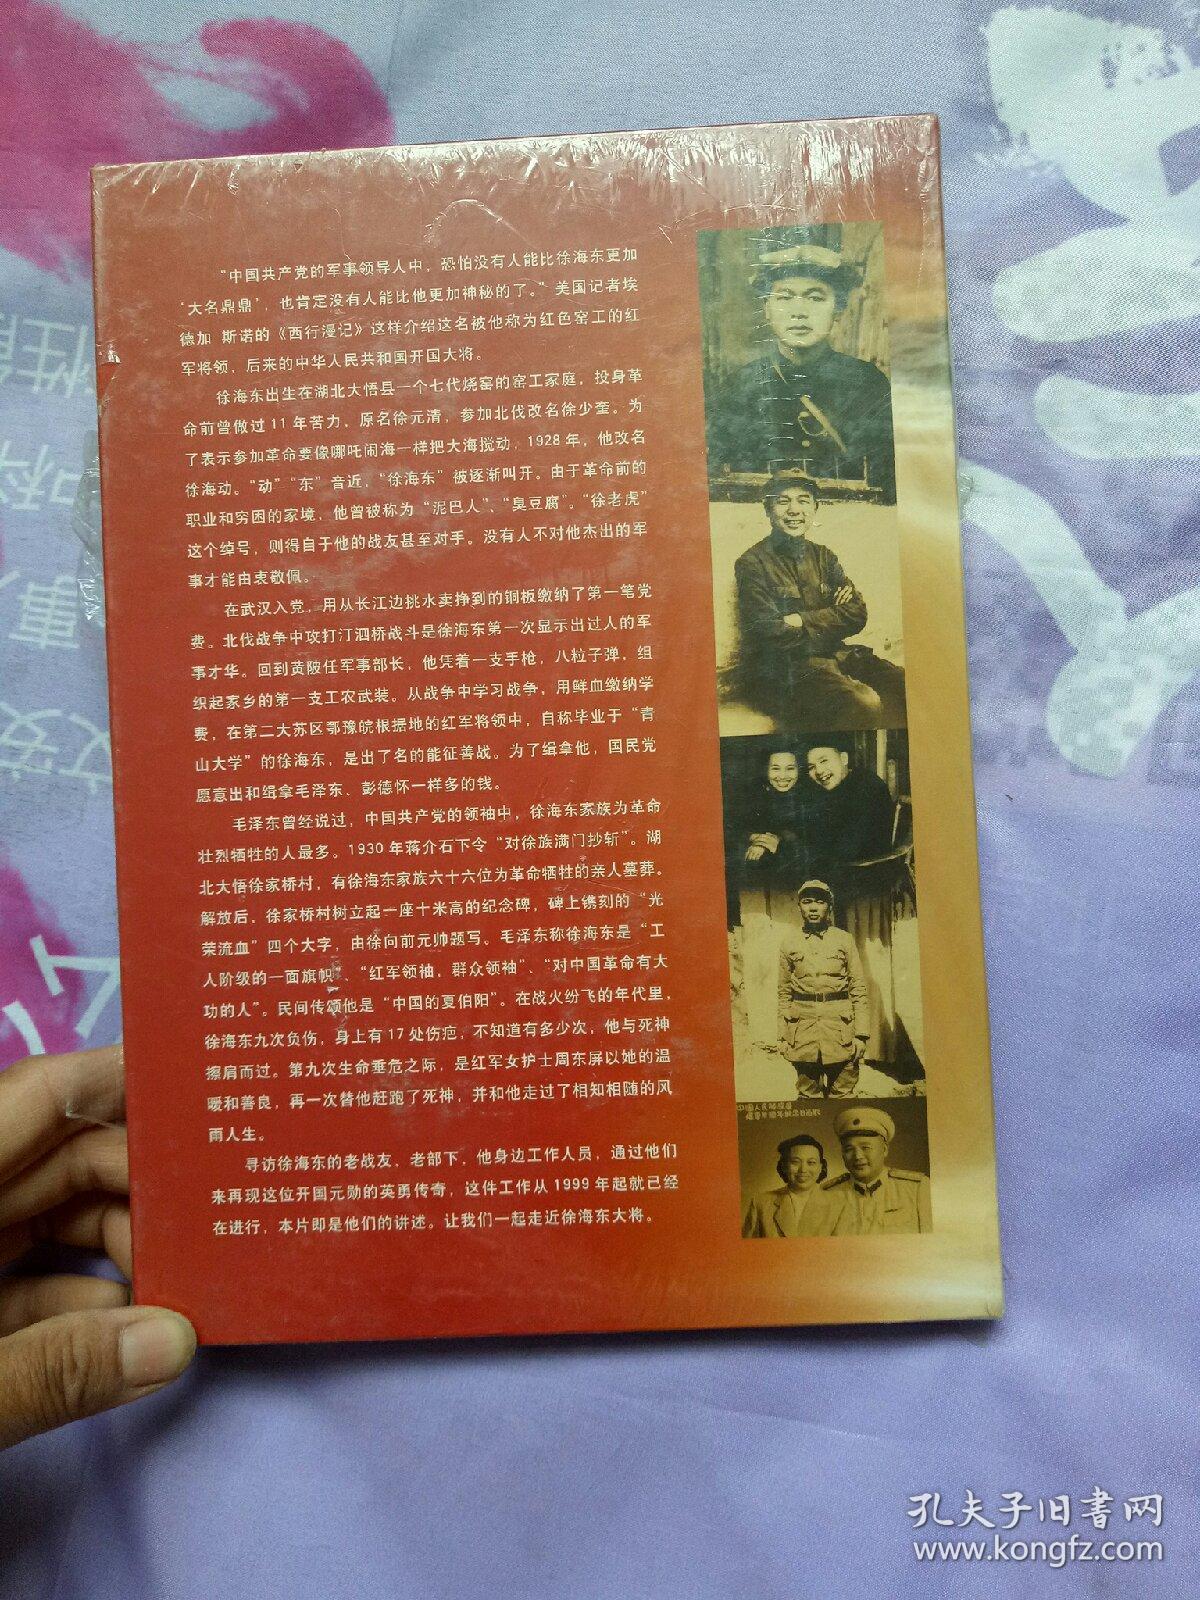 “中国共产党的军事领导人中，恐怕没有人能比徐海东更加
‘大名鼎鼎’，也肯定没有人能比他更加神秘的了。”美国记者埃
德加 斯诺的《西行漫记》这样介绍这名被他称为红色窑工的红
军将领，后来的中华人民共和国开国大将。
徐海东出生在湖北大悟县一个七代烧窑的窑工家庭，投身革
命前曾做过11年苦力，原名徐元清，参加北伐改名徐少奎。为
了表示参加革命要像哪吒闹海一样把大海搅动，1928年，他改名
徐海动。“动”“东”音近，“徐海东”被逐渐叫开。由于革命前的
职业和穷困的家境，他曾被称为“泥巴人”、“臭豆腐”。“徐老虎”
这个绰号，则得自于他的战友甚至对手。没有人不对他杰出的军
事才能由衷敬佩。
在武汉入党，用从长江边挑水卖挣到的铜板缴纳了第一笔党
费。北伐战争中攻打汀泗桥战斗是徐海东第一次显示出过人的军
事才华。回到黄陂任军事部长，他凭着一支手枪，八粒子弹，组
织起家乡的第一支工农武装。从战争中学习战争，用鲜血缴纳学
费，在第二大苏区鄂豫皖根据地的红军将领中，自称毕业于“青
山大学”的徐海东，是出了名的能征善战。为了缉拿他，国民党
愿意出和缉拿毛泽东、彭德怀一样多的钱。
毛泽东曾经说过，中国共产党的领袖中，徐海东家族为革命
壮烈牺牲的人最多。1930年蒋介石下令“对徐族满门抄斩”。湖
北大悟徐家桥村，有徐海东家族六十六位为革命牺牲的亲人墓葬。
解放后，徐家桥村树立起一座十米高的纪念碑，碑上镌刻的“光
荣流血”四个大字，由徐向前元帅题写。毛泽东称徐海东是“工
人阶级的一面旗帜”、“红军领袖，群众领袖”、“对中国革命有大
功的人”。民间传颂他是“中国的夏伯阳”。在战火纷飞的年代里，
徐海东九次负伤，身上有17处伤疤，不知道有多少次，他与死神
擦肩而过。第九次生命垂危之际，是红军女护士周东屏以她的温
暖和善良，再一次替他赶跑了死神，并和他走过了相知相随的风
雨人生。
寻访徐海东的老战友，老部下，他身边工作人员，通过他们
来再现这位开国元勋的英勇传奇，这件工作从1999年起就已经
在进行，本片即是他们的讲述。让我们一起走近徐海东大将。
孔夫子旧书网
www.kongfz.com